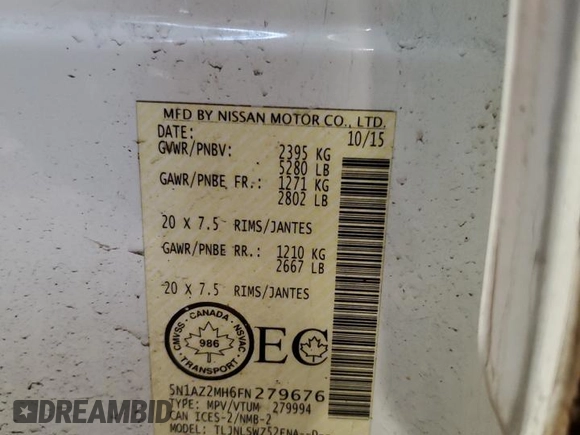 MFD BY NISSAN MOTOR CO., LTD.
DATE: 10/15
GVWR/PNBV: 2395 KG
5280 LB
GAWR/PNBE FR: 1271 KG
2802 LB
20 X 7.5 RIMS/JANTES
GAWR/PNBE RR: 1210 KG
2667 LB
20 X 7.5 RIMS/JANTES
CMVSS - CANADA - NSVAC
986
TRANSPORT
EC
5N1AZ2MH6FN279676
TYPE: MPV/VTUM 279994
CAN ICES-2/NMB-2
MODEL: TLJNLSWZ52ENA--D--
DREAMBID